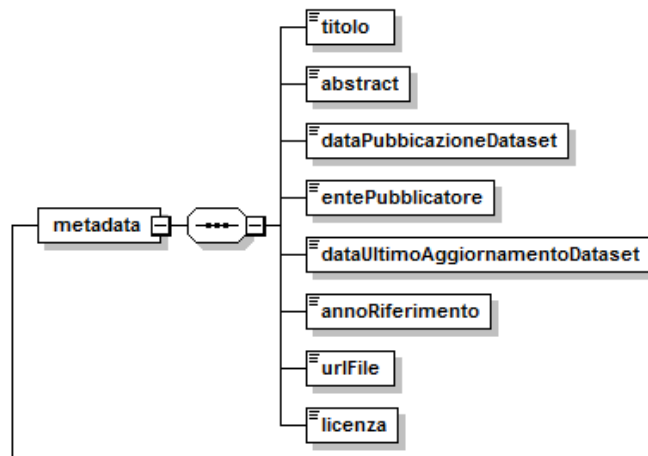 titolo
abstract
dataPubbicazioneDataset
entePubblicatore
metadata
dataUltimoAggiornamentoDataset
annoRiferimento
urlFile
licenza